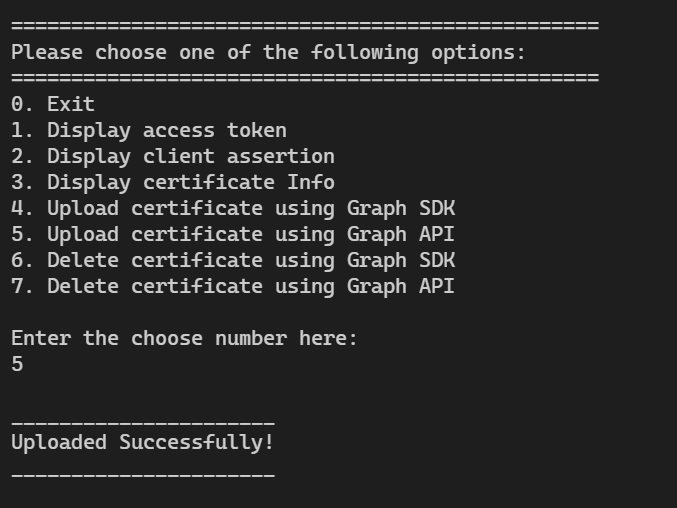 =================================================
Please choose one of the following options:
=================================================
0. Exit
1. Display access token
2. Display client assertion
3. Display certificate Info
4. Upload certificate using Graph SDK
5. Upload certificate using Graph API
6. Delete certificate using Graph SDK
7. Delete certificate using Graph API
Enter the choose number here:
5
______________________
Uploaded Successfully!
______________________